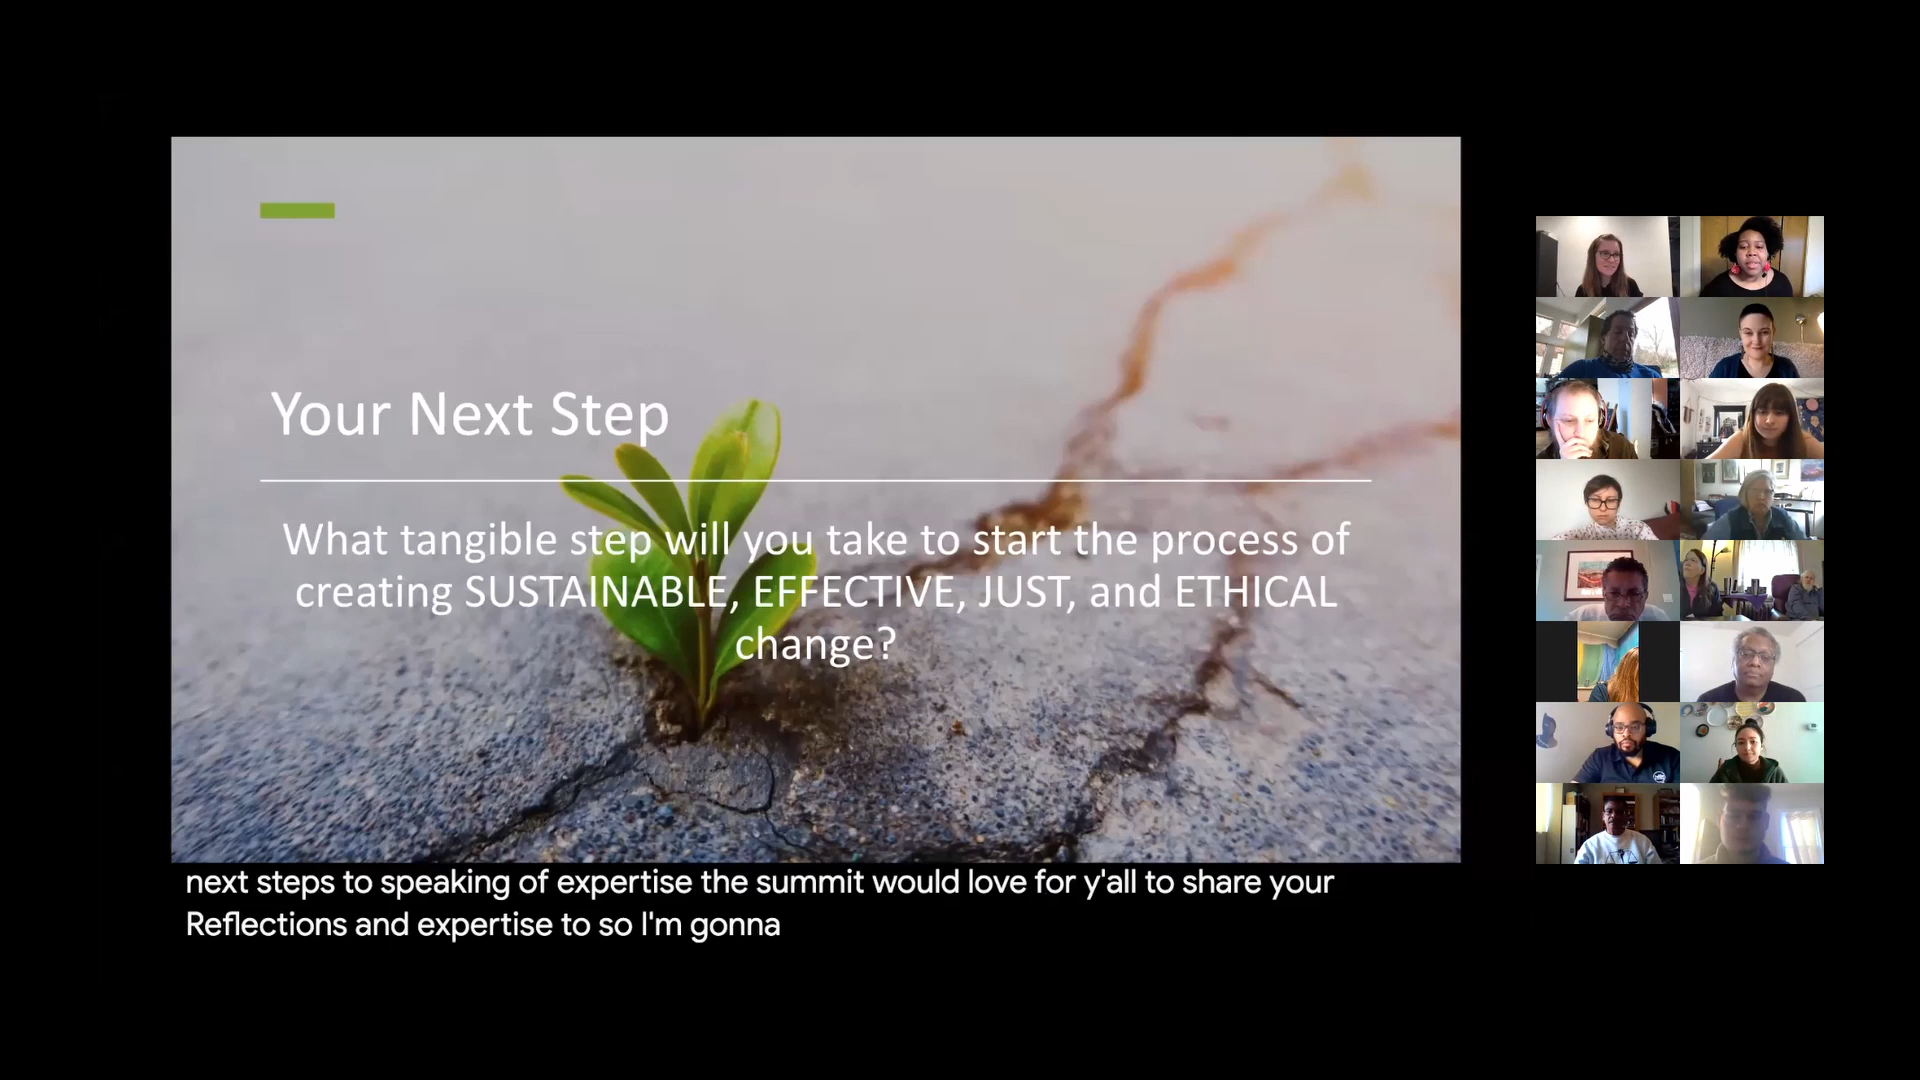 Your Next Step
What tangible step will you take to start the process of
creating SUSTAINABLE, EFFECTIVE, JUST, and ETHICAL
change?
next steps to speaking of expertise the summit would love for y'all to share your
Reflections and expertise to so I'm gonna